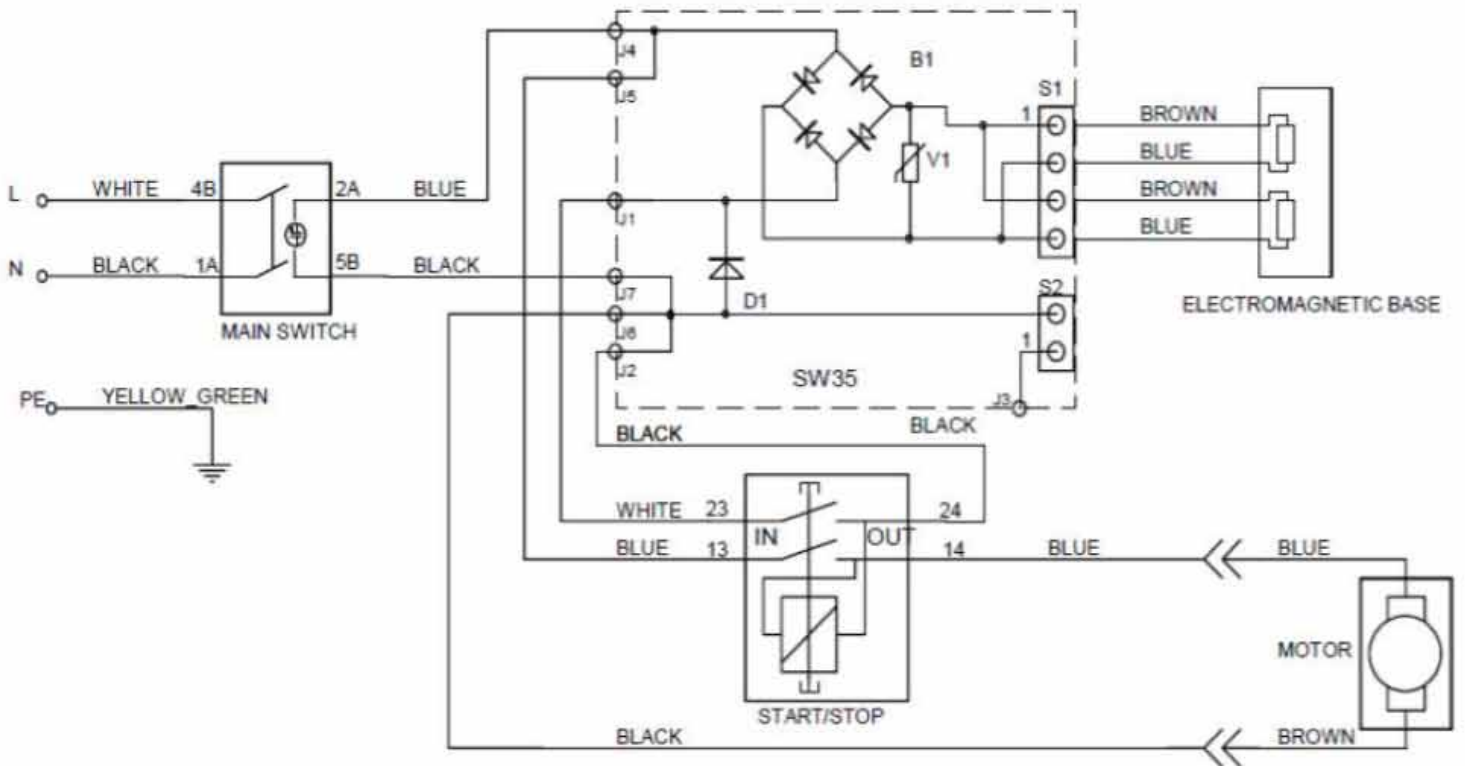 B1
J4
J5
S1
1
BROWN
V1
BLUE
L WHITE 4B 2A BLUE
BROWN
J1
BLUE
N BLACK 1A 5B BLACK
J7
D1
S2
ELECTROMAGNETIC BASE
MAIN SWITCH
J6
1
J2
SW35
PE YELLOW_GREEN
J3
BLACK
BLACK
WHITE 23 24
IN OUT
BLUE 13 14 BLUE BLUE
MOTOR
START/STOP
BLACK BROWN